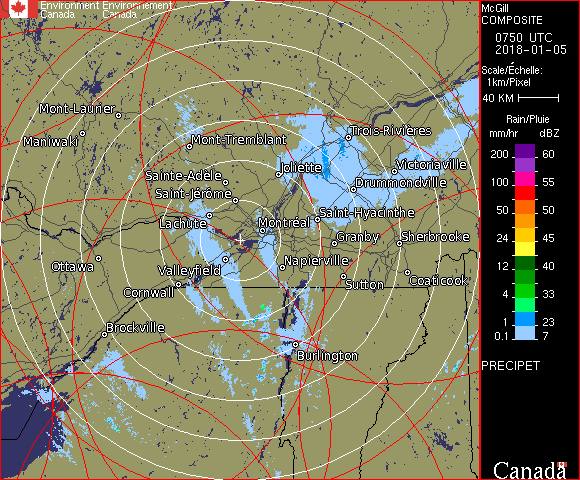 Environment Environnement
Canada Canada
McGill
COMPOSITE
0750 UTC
2018-01-05
Scale/Échelle:
1km/Pixel
40 KM
Rain/Pluie
mm/hr dBZ
200 60
100 55
50 50
24 45
12 40
4 33
1 23
0.1 7
PRECIPET
Canada
Mont-Laurier
Maniwaki
Mont-Tremblant
Trois-Rivières
Joliette
Victoriaville
Sainte-Adèle
Drummondville
Saint-Jérôme
Saint-Hyacinthe
Lachute
Montréal
Granby
Sherbrooke
Ottawa
Valleyfield
Napierville
Cornwall
Sutton
Coaticook
Brockville
Burlington